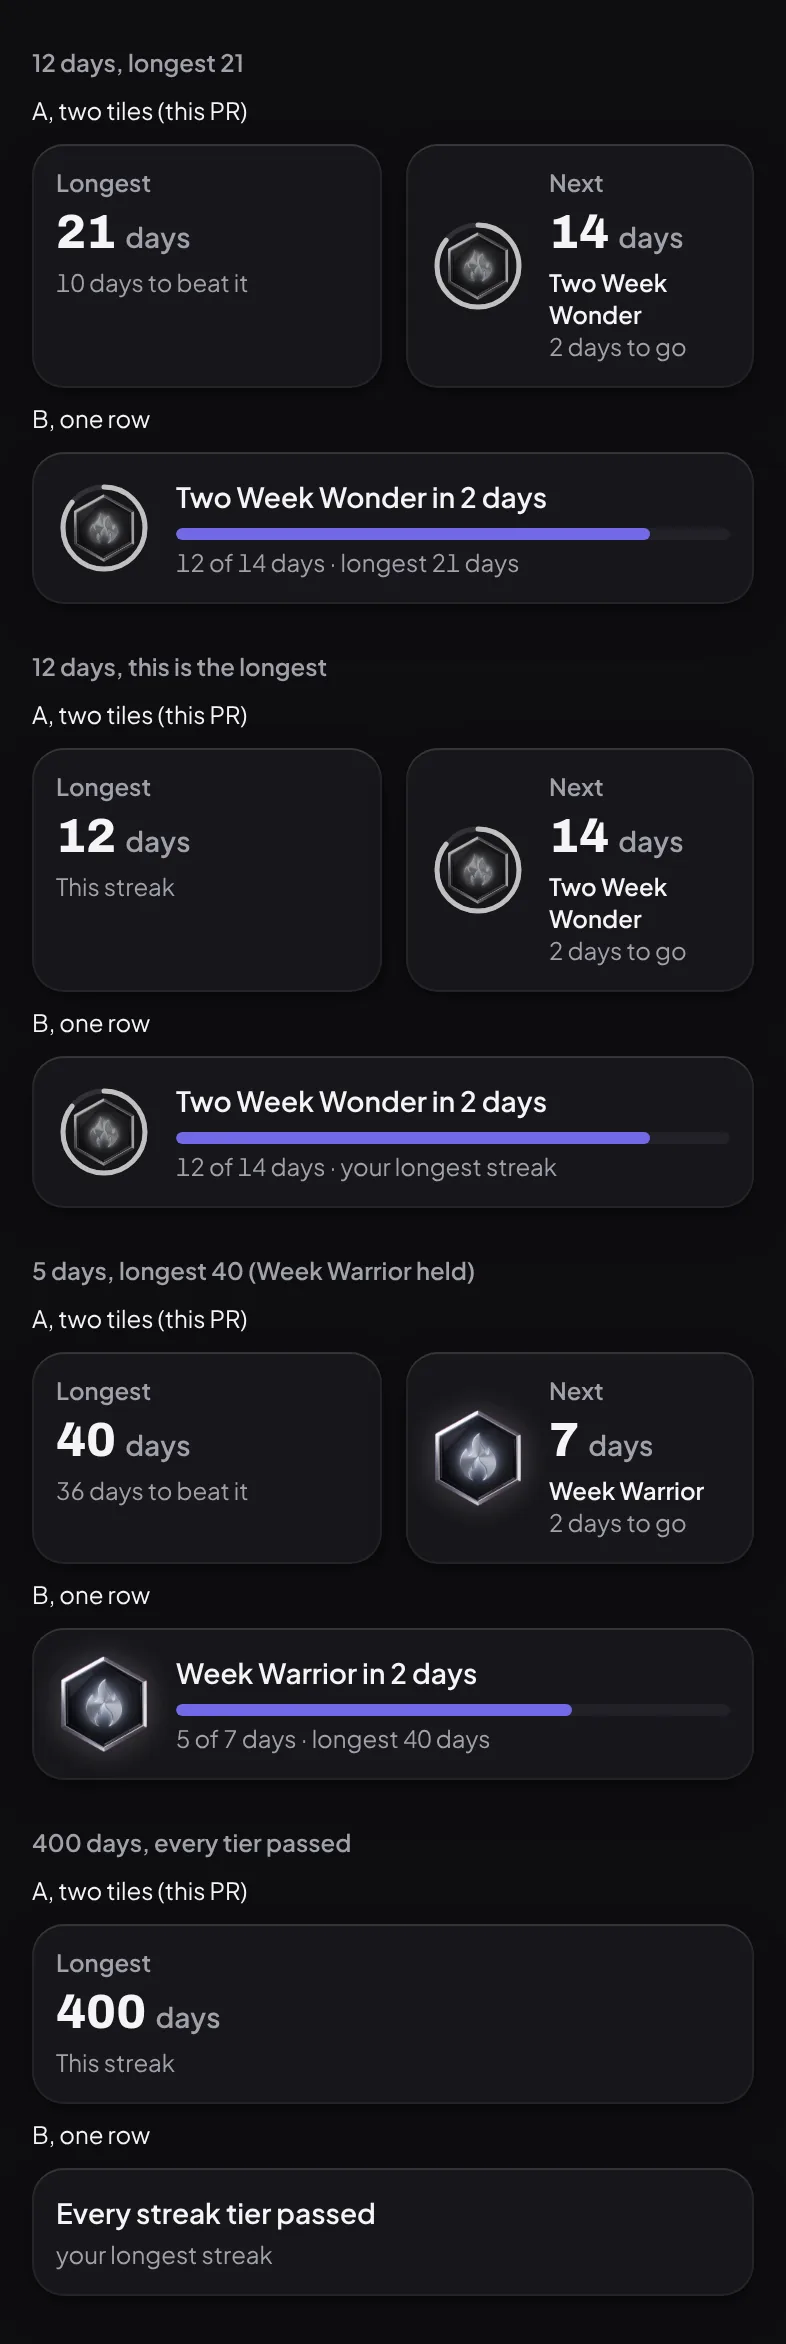 12 days, longest 21
A, two tiles (this PR)
Longest
21 days
10 days to beat it
Next
14 days
Two Week
Wonder
2 days to go
B, one row
Two Week Wonder in 2 days
12 of 14 days · longest 21 days
12 days, this is the longest
A, two tiles (this PR)
Longest
12 days
This streak
Next
14 days
Two Week
Wonder
2 days to go
B, one row
Two Week Wonder in 2 days
12 of 14 days · your longest streak
5 days, longest 40 (Week Warrior held)
A, two tiles (this PR)
Longest
40 days
36 days to beat it
Next
7 days
Week Warrior
2 days to go
B, one row
Week Warrior in 2 days
5 of 7 days · longest 40 days
400 days, every tier passed
A, two tiles (this PR)
Longest
400 days
This streak
B, one row
Every streak tier passed
your longest streak